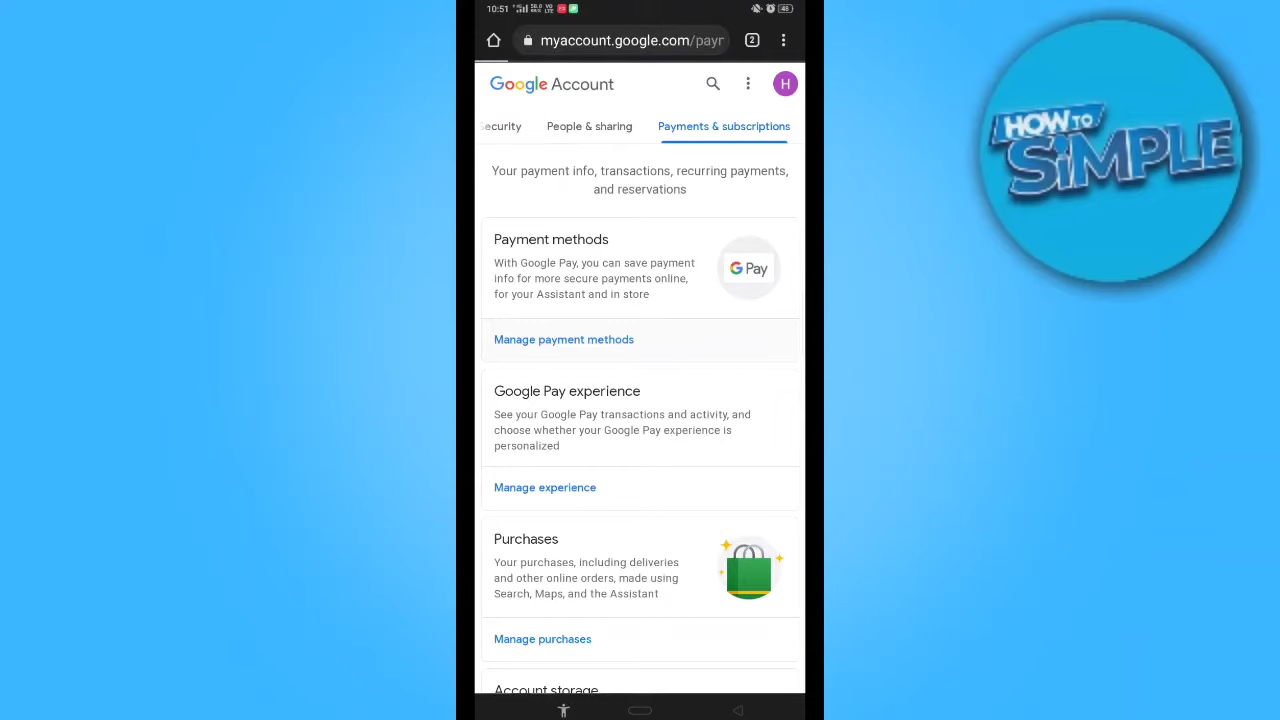 10:51
48
myaccount.google.com/payr
2
Google Account
H
ecurity
People & sharing
Payments & subscriptions
Your payment info, transactions, recurring payments,
and reservations
Payment methods
With Google Pay, you can save payment
info for more secure payments online,
for your Assistant and in store
G Pay
Manage payment methods
Google Pay experience
See your Google Pay transactions and activity, and
choose whether your Google Pay experience is
personalized
Manage experience
Purchases
Your purchases, including deliveries
and other online orders, made using
Search, Maps, and the Assistant
Manage purchases
Account storage
HOW TO
SiMPLE